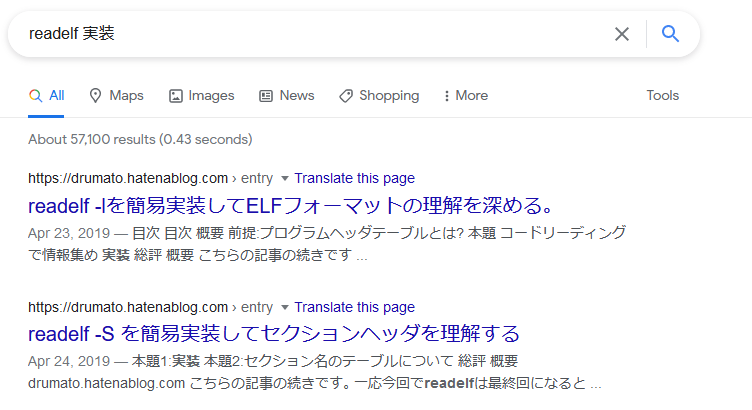 readelf 実装
All Maps Images News Shopping More Tools
About 57,100 results (0.43 seconds)
https://drumato.hatenablog.com › entry Translate this page
readelf -lを簡易実装してELFフォーマットの理解を深める。
Apr 23, 2019 — 目次 目次 概要 前提:プログラムヘッダテーブルとは? 本題 コードリーディング
で情報集め 実装 総評 概要 こちらの記事の続きです ...
https://drumato.hatenablog.com › entry Translate this page
readelf -S を簡易実装してセクションヘッダを理解する
Apr 24, 2019 — 本題1:実装 本題2:セクション名のテーブルについて 総評 概要
drumato.hatenablog.com こちらの記事の続きです。一応今回でreadelfは最終回になると ...